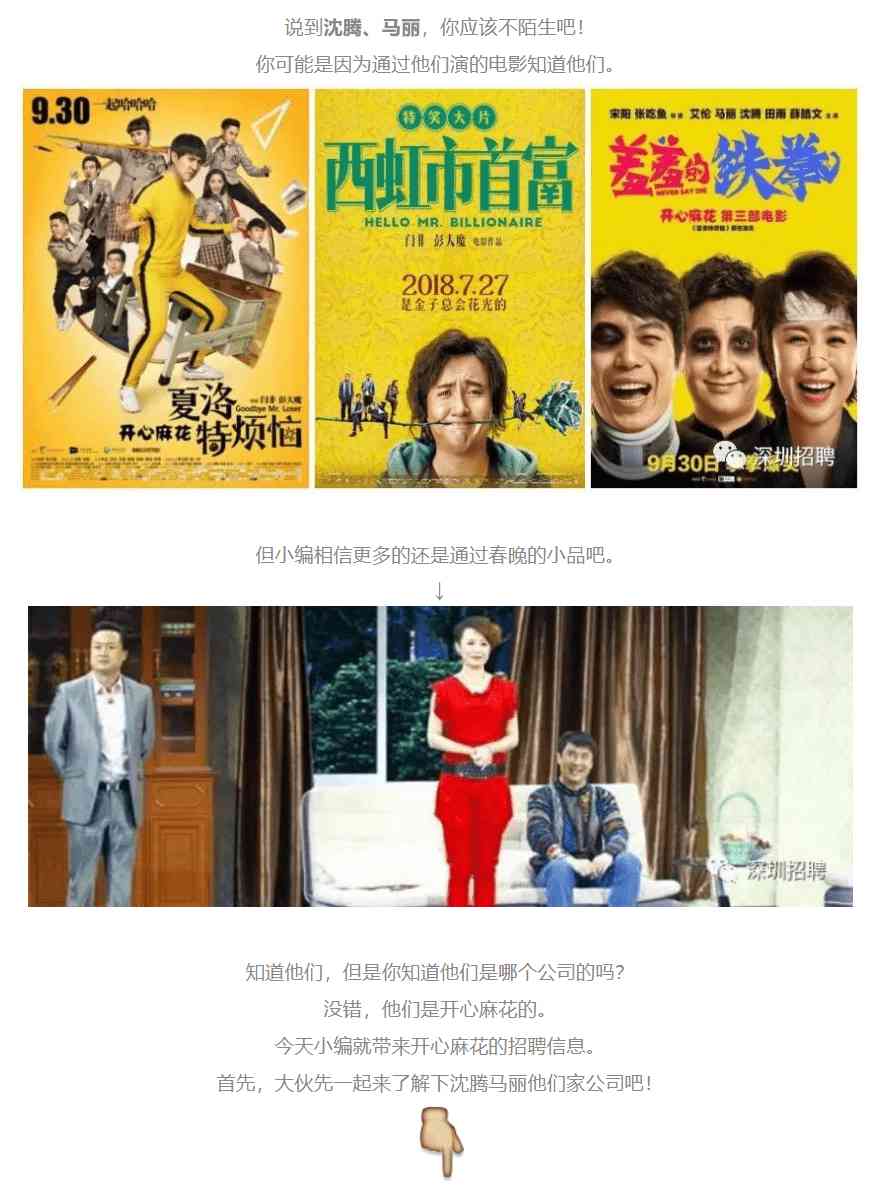 说到沈腾、马丽，你应该不陌生吧！
你可能是因为通过他们演的电影知道他们。
9.30 一起哈哈哈
夏洛
Goodbye Mr. Loser
开心麻花 特烦恼
特笑大片
西虹市首富
HELLO MR. BILLIONAIRE
闫非 彭大魔 电影作品
2018.7.27
是金子总会花光的
宋阳 张吃鱼 艾伦 马丽 沈腾 田雨 薛皓文
羞羞的铁拳
NEVER SAY DIE
开心麻花 第三部电影
9月30日
深圳招聘
但小编相信更多的还是通过春晚的小品吧。
↓
深圳招聘
知道他们，但是你知道他们是哪个公司的吗？
没错，他们是开心麻花的。
今天小编就带来开心麻花的招聘信息。
首先，大伙先一起来了解下沈腾马丽他们家公司吧！